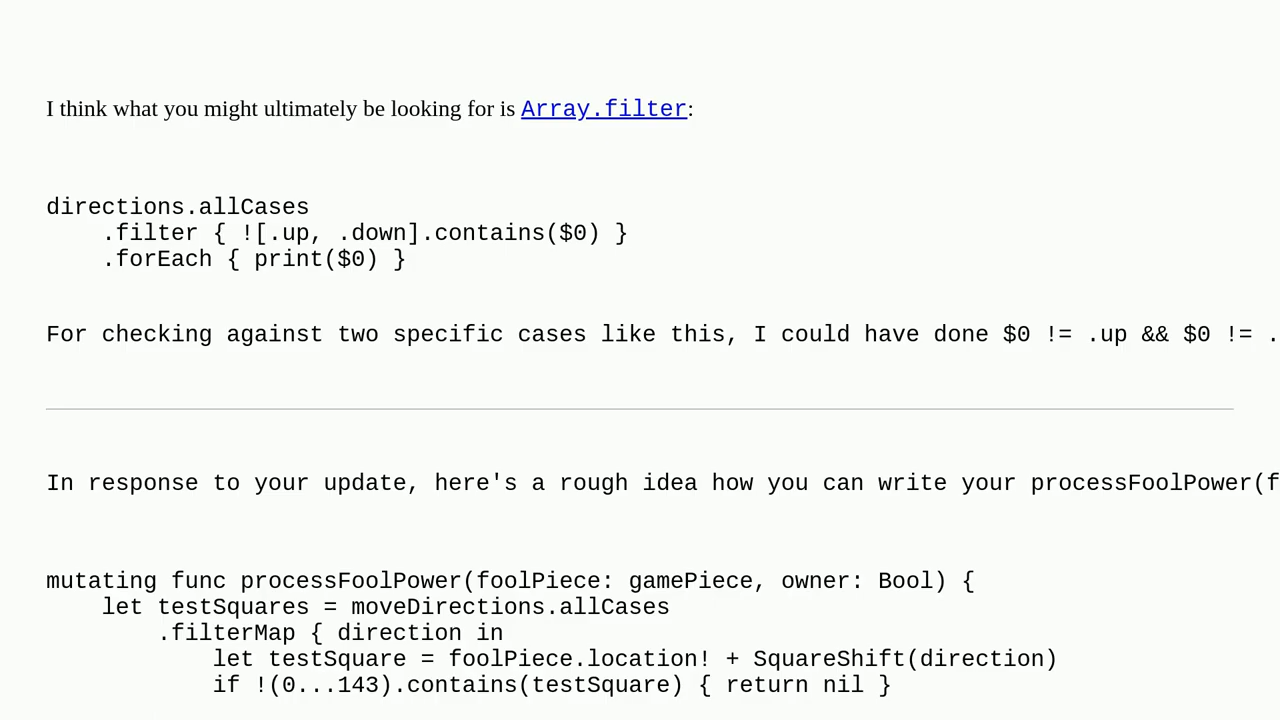 I think what you might ultimately be looking for is Array.filter:
directions.allCases
    .filter { ![.up, .down].contains($0) }
    .forEach { print($0) }
For checking against two specific cases like this, I could have done $0 != .up && $0 != .
In response to your update, here's a rough idea how you can write your processFoolPower(f
mutating func processFoolPower(foolPiece: gamePiece, owner: Bool) {
    let testSquares = moveDirections.allCases
        .filterMap { direction in
            let testSquare = foolPiece.location! + SquareShift(direction)
            if !(0...143).contains(testSquare) { return nil }